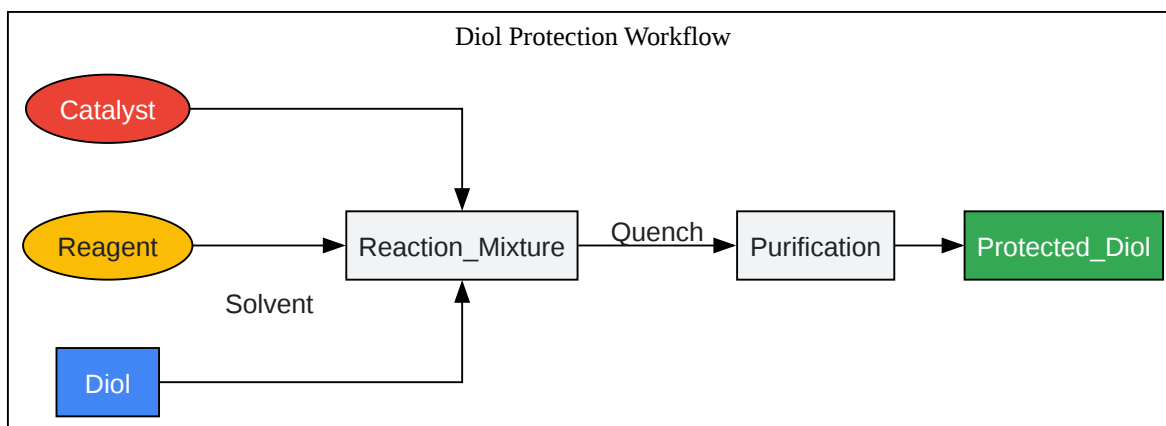 Diol Protection Workflow
Catalyst
Reagent
Reaction_Mixture
Quench
Purification
Protected_Diol
Solvent
Diol